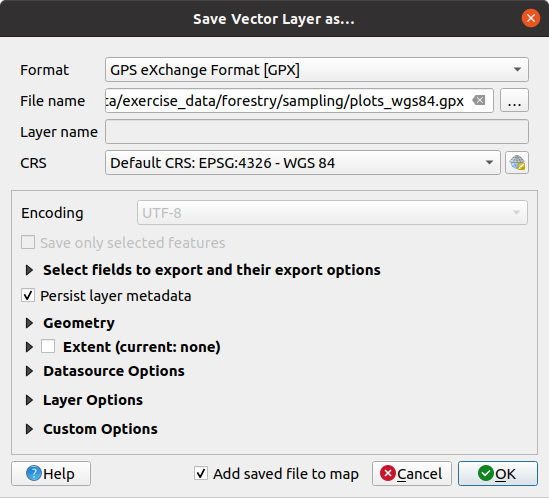 Save Vector Layer as...
Format GPS eXchange Format [GPX]
File name ta/exercise_data/forestry/sampling/plots_wgs84.gpx ...
Layer name
CRS Default CRS: EPSG:4326 - WGS 84
Encoding UTF-8
Save only selected features
Select fields to export and their export options
Persist layer metadata
Geometry
Extent (current: none)
Datasource Options
Layer Options
Custom Options
Help Add saved file to map Cancel OK